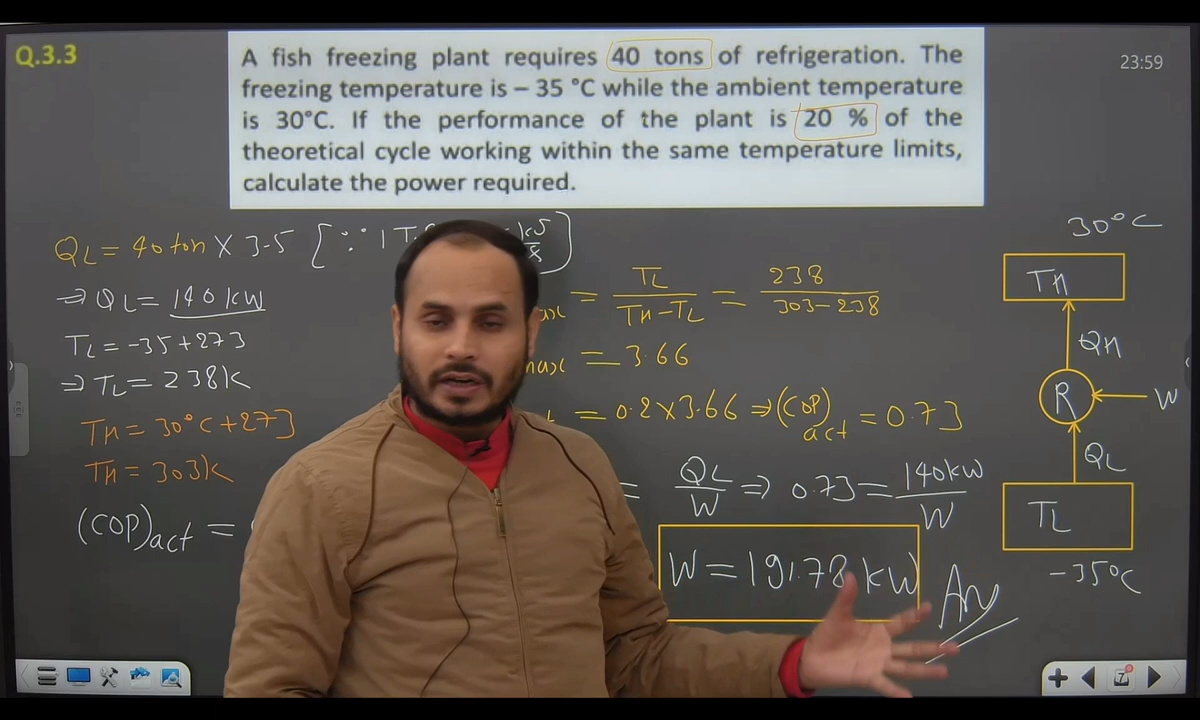 Q.3.3
A fish freezing plant requires 40 tons of refrigeration. The
freezing temperature is – 35 °C while the ambient temperature
is 30°C. If the performance of the plant is 20 % of the
theoretical cycle working within the same temperature limits,
calculate the power required.
23:59
QL = 40 ton X 3.5 [∵ 1 T
⇒ QL = 140 kW
TL = -35+273
⇒ TL = 238K
TH = 30°C+273
TH = 303K
(COP)act =
= TL/(TH-TL) = 238/(303-238)
max = 3.66
= 0.2X3.66 ⇒ (COP)act = 0.73
= QL/W ⇒ 0.73 = 140kW/W
W = 191.78 kW
30°C
TH
QH
R
W
QL
TL
-35°C
7